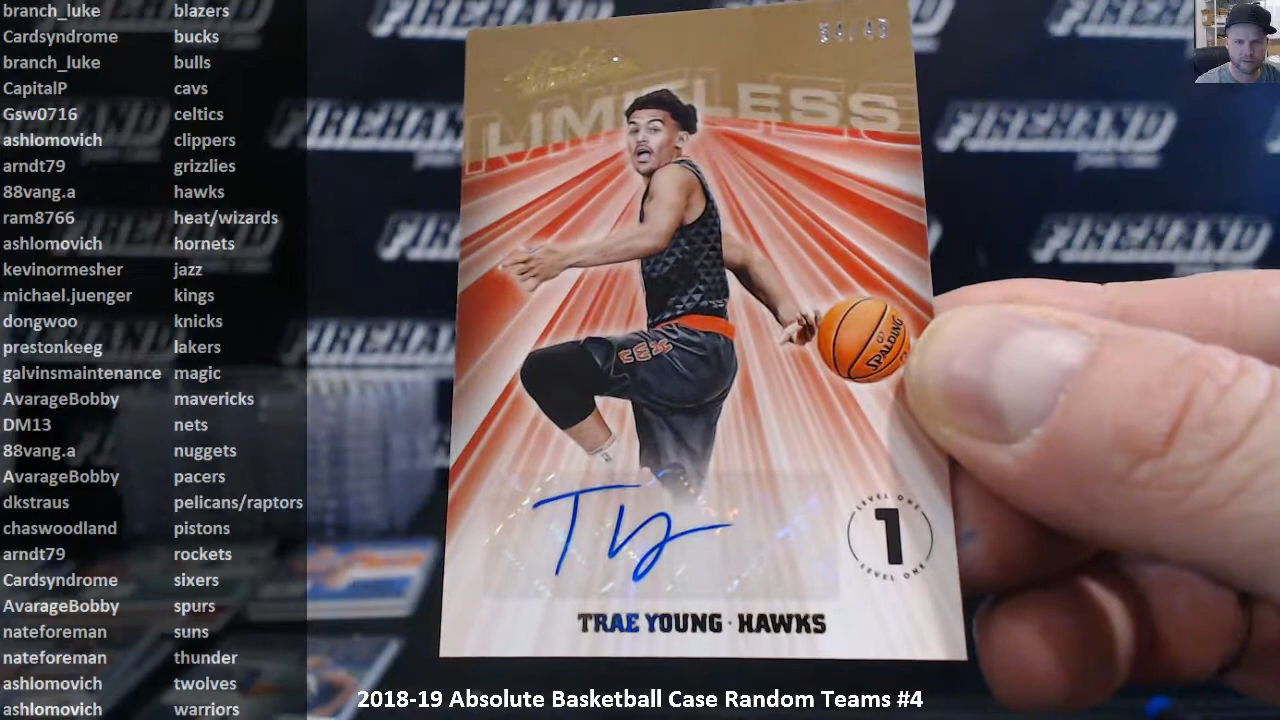 branch_luke blazers
Cardsyndrome bucks
branch_luke bulls
CapitalP cavs
Gsw0716 celtics
ashlomovich clippers
arndt79 grizzlies
88vang.a hawks
ram8766 heat/wizards
ashlomovich hornets
kevinormesher jazz
michael.juenger kings
dongwoo knicks
prestonkeeg lakers
galvinsmaintenance magic
AvarageBobby mavericks
DM13 nets
88vang.a nuggets
AvarageBobby pacers
dkstraus pelicans/raptors
chaswoodland pistons
arndt79 rockets
Cardsyndrome sixers
AvarageBobby spurs
nateforeman suns
nateforeman thunder
ashlomovich twolves
ashlomovich warriors
LIMITLESS
SPALDING
LEVEL ONE
1
LEVEL ONE
TRAE YOUNG · HAWKS
FIREHAND
FIREHAND
FIREHAND
FIREHAND
2018-19 Absolute Basketball Case Random Teams #4